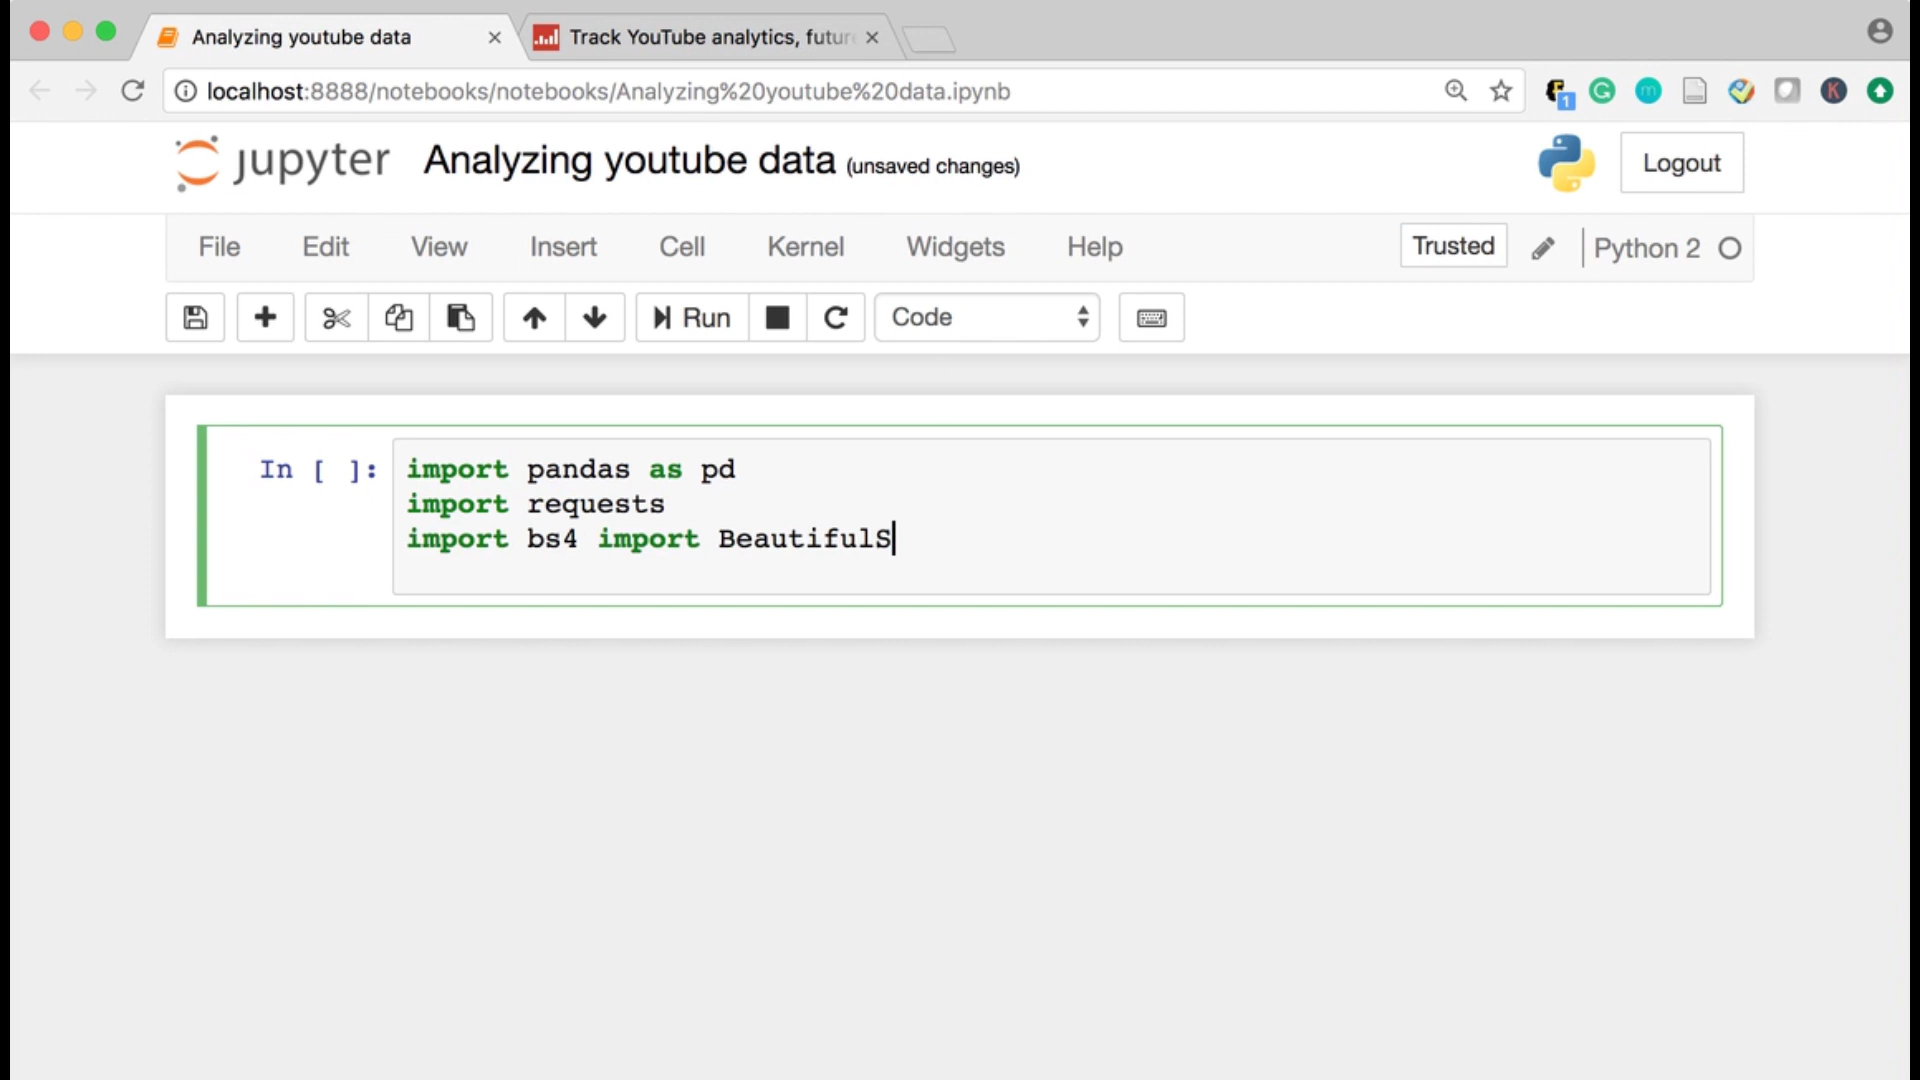 Analyzing youtube data
Track YouTube analytics, futur
localhost:8888/notebooks/notebooks/Analyzing%20youtube%20data.ipynb
1 G m K
jupyter Analyzing youtube data (unsaved changes) Logout
File Edit View Insert Cell Kernel Widgets Help Trusted Python 2
Run Code
In [ ]: import pandas as pd
import requests
import bs4 import BeautifulS